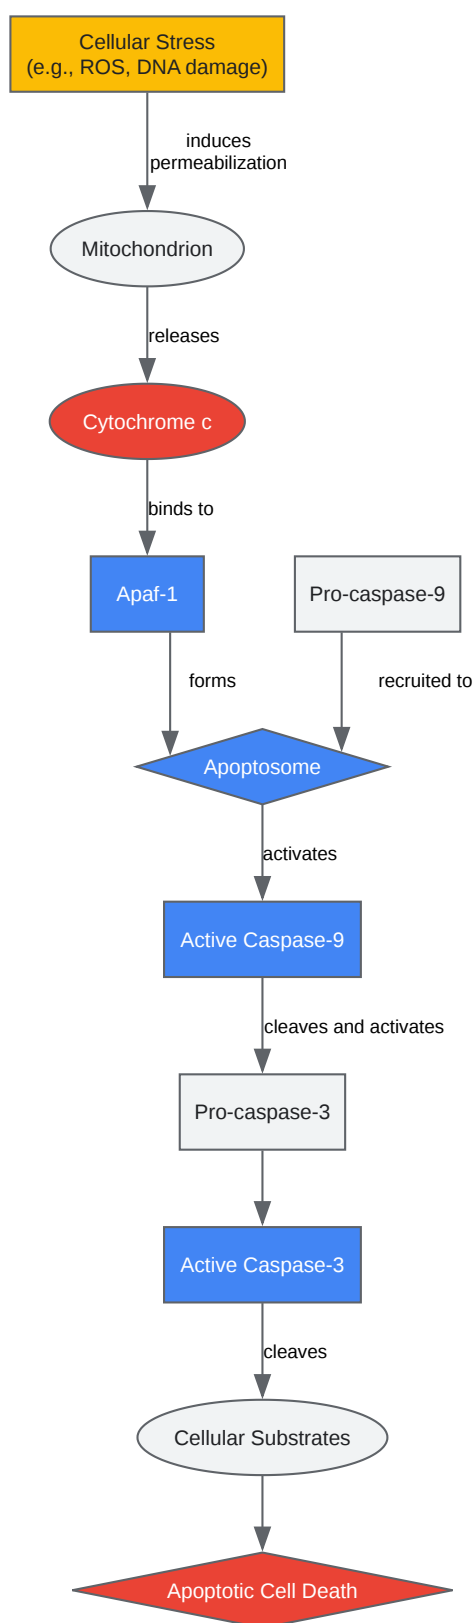 Cellular Stress
(e.g., ROS, DNA damage)
induces
permeabilization
Mitochondrion
releases
Cytochrome c
binds to
Apaf-1
Pro-caspase-9
forms
recruited to
Apoptosome
activates
Active Caspase-9
cleaves and activates
Pro-caspase-3
Active Caspase-3
cleaves
Cellular Substrates
Apoptotic Cell Death